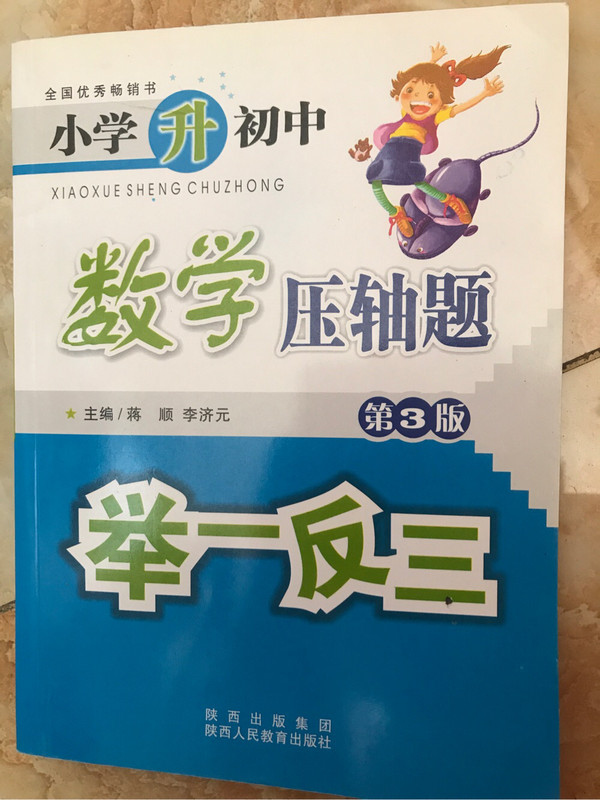 全国优秀畅销书
小学升初中
XIAOXUE SHENG CHUZHONG
数学压轴题
★ 主编/蒋 顺 李济元
第3版
举一反三
陕西出版集团
陕西人民教育出版社